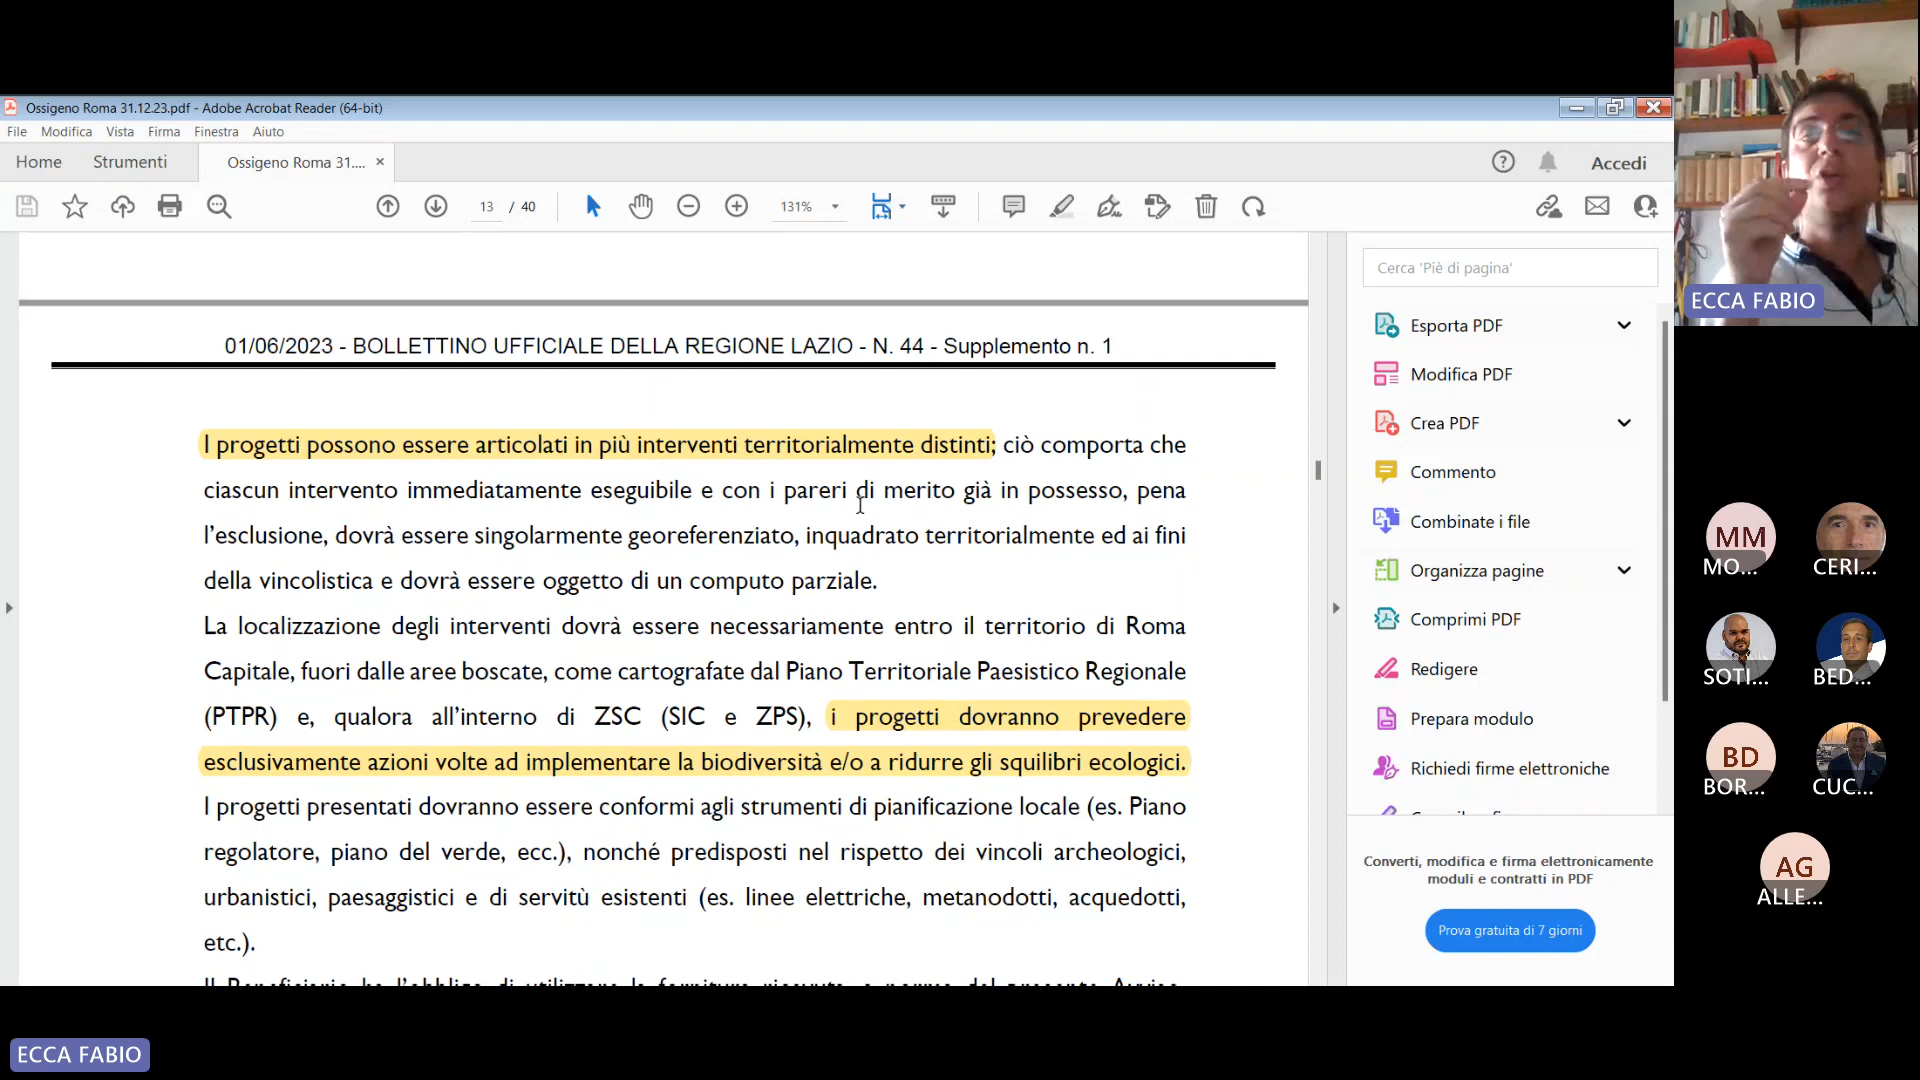 Ossigeno Roma 31.12.23.pdf - Adobe Acrobat Reader (64-bit)
File Modifica Vista Firma Finestra Aiuto
Home Strumenti Ossigeno Roma 31.... × Accedi
13 / 40 131%
01/06/2023 - BOLLETTINO UFFICIALE DELLA REGIONE LAZIO - N. 44 - Supplemento n. 1
I progetti possono essere articolati in più interventi territorialmente distinti; ciò comporta che
ciascun intervento immediatamente eseguibile e con i pareri di merito già in possesso, pena
l'esclusione, dovrà essere singolarmente georeferenziato, inquadrato territorialmente ed ai fini
della vincolistica e dovrà essere oggetto di un computo parziale.
La localizzazione degli interventi dovrà essere necessariamente entro il territorio di Roma
Capitale, fuori dalle aree boscate, come cartografate dal Piano Territoriale Paesistico Regionale
(PTPR) e, qualora all'interno di ZSC (SIC e ZPS), i progetti dovranno prevedere
esclusivamente azioni volte ad implementare la biodiversità e/o a ridurre gli squilibri ecologici.
I progetti presentati dovranno essere conformi agli strumenti di pianificazione locale (es. Piano
regolatore, piano del verde, ecc.), nonché predisposti nel rispetto dei vincoli archeologici,
urbanistici, paesaggistici e di servitù esistenti (es. linee elettriche, metanodotti, acquedotti,
etc.).
Cerca 'Piè di pagina'
Esporta PDF
Modifica PDF
Crea PDF
Commento
Combinate i file
Organizza pagine
Comprimi PDF
Redigere
Prepara modulo
Richiedi firme elettroniche
Converti, modifica e firma elettronicamente
moduli e contratti in PDF
Prova gratuita di 7 giorni
ECCA FABIO
MM
MO...
CERI...
SOTI...
BED...
BD
BOR...
CUC...
AG
ALLE...
ECCA FABIO